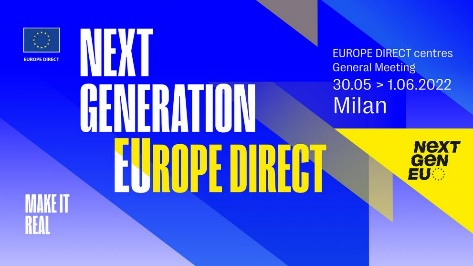 EUROPE DIRECT
NEXT
GENERATION
EUROPE DIRECT
EUROPE DIRECT centres
General Meeting
30.05 > 1.06.2022
Milan
NexT
GEN
EU
MAKE IT
REAL